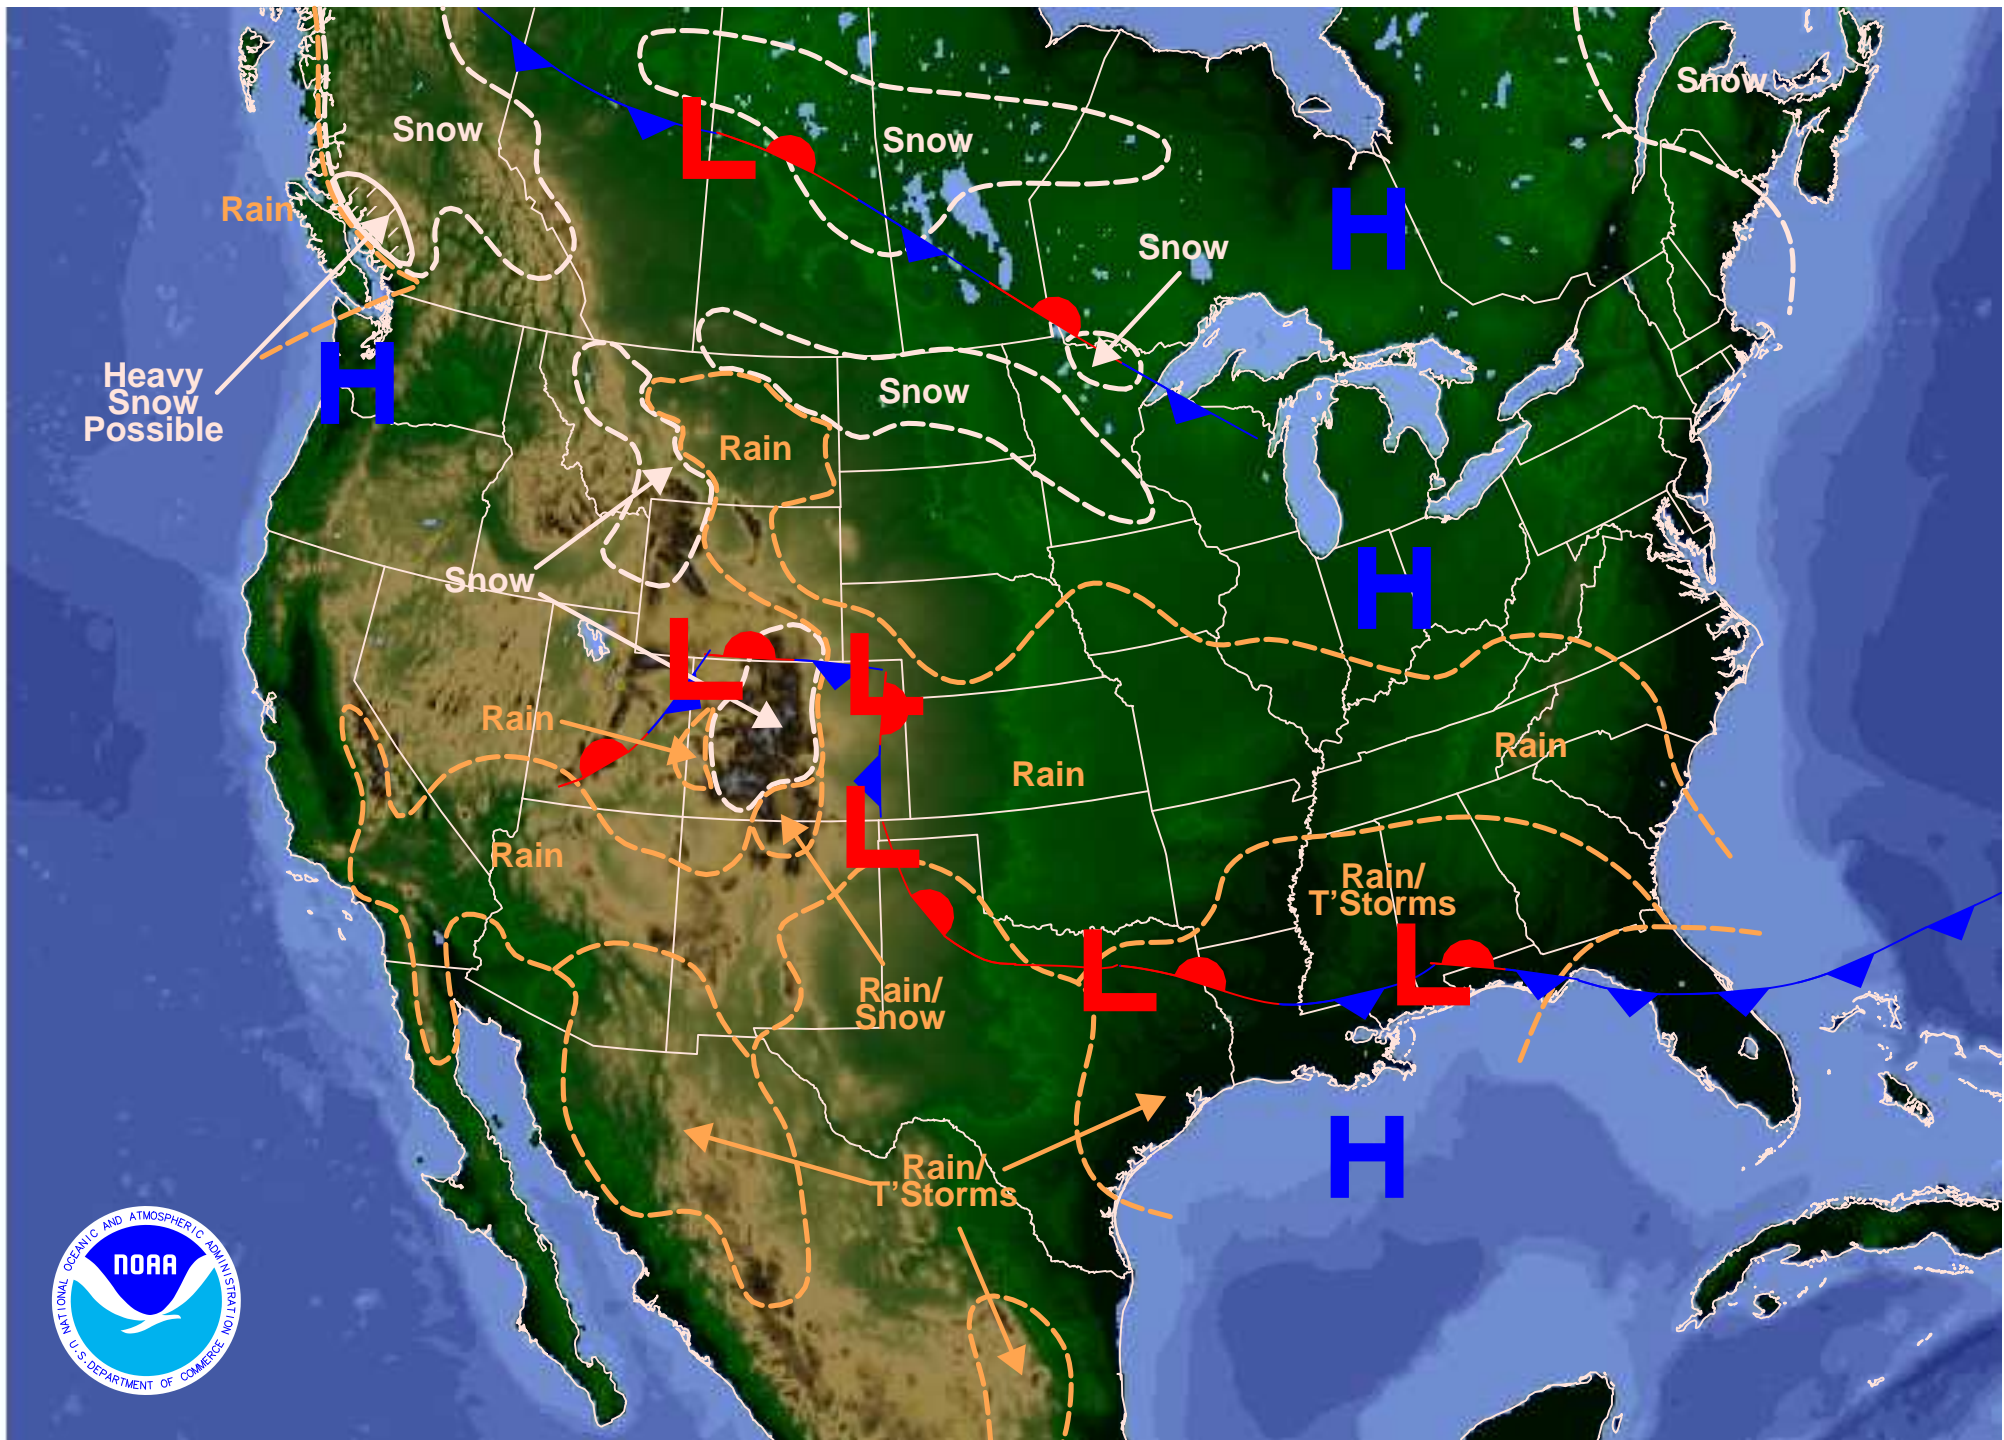 Snow
Snow
Snow
Rain
Snow
Heavy
Snow
Possible
Snow
Rain
Snow
L
H
H
H
L
L
Rain
Rain
Rain
Rain
L
Rain/
T'Storms
L
L
Rain/
Snow
H
Rain/
T'Storms
NOAA
NATIONAL OCEANIC AND ATMOSPHERIC ADMINISTRATION
U.S. DEPARTMENT OF COMMERCE